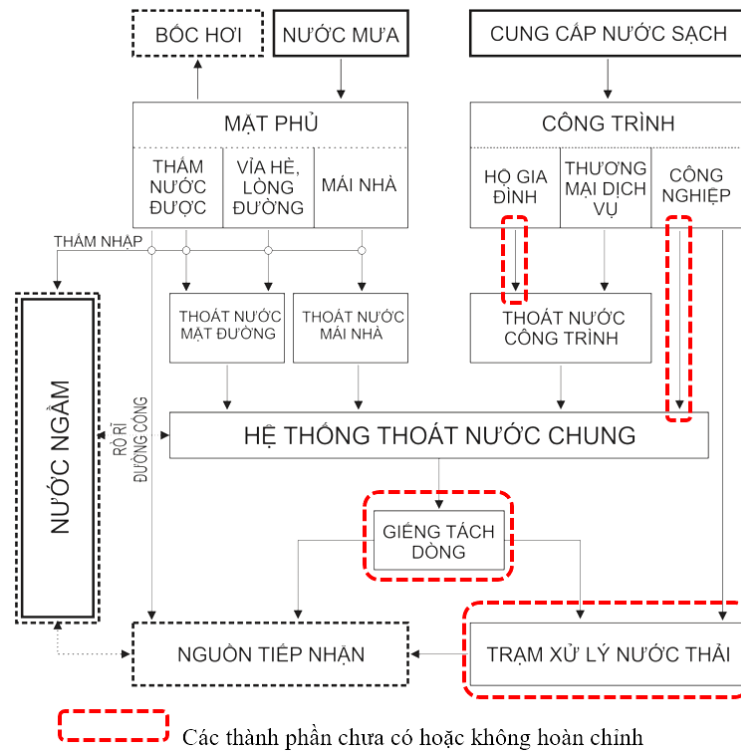 BỐC HƠI
NƯỚC MƯA
CUNG CẤP NƯỚC SẠCH
MẶT PHỦ
CÔNG TRÌNH
THẤM
NƯỚC
ĐƯỢC
VỈA HÈ,
LÒNG
ĐƯỜNG
MÁI NHÀ
HỘ GIA
ĐÌNH
THƯƠNG
MẠI DỊCH
VỤ
CÔNG
NGHIỆP
THẤM NHẬP
THOÁT NƯỚC
MẶT ĐƯỜNG
THOÁT NƯỚC
MÁI NHÀ
THOÁT NƯỚC
CÔNG TRÌNH
NƯỚC NGẦM
RÒ RĨ
ĐƯỜNG CỐNG
HỆ THỐNG THOÁT NƯỚC CHUNG
GIẾNG TÁCH
DÒNG
NGUỒN TIẾP NHẬN
TRẠM XỬ LÝ NƯỚC THẢI
Các thành phần chưa có hoặc không hoàn chỉnh